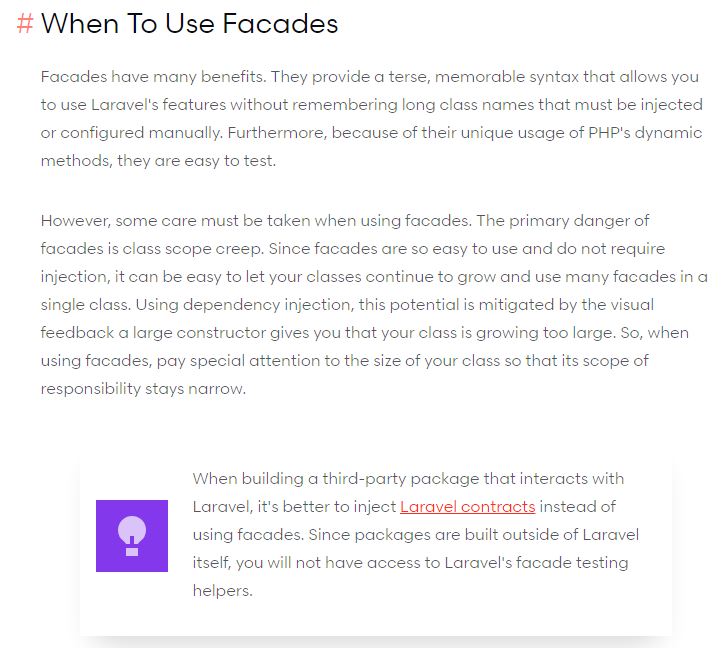 # When To Use Facades
Facades have many benefits. They provide a terse, memorable syntax that allows you
to use Laravel's features without remembering long class names that must be injected
or configured manually. Furthermore, because of their unique usage of PHP's dynamic
methods, they are easy to test.
However, some care must be taken when using facades. The primary danger of
facades is class scope creep. Since facades are so easy to use and do not require
injection, it can be easy to let your classes continue to grow and use many facades in a
single class. Using dependency injection, this potential is mitigated by the visual
feedback a large constructor gives you that your class is growing too large. So, when
using facades, pay special attention to the size of your class so that its scope of
responsibility stays narrow.
When building a third-party package that interacts with
Laravel, it's better to inject Laravel contracts instead of
using facades. Since packages are built outside of Laravel
itself, you will not have access to Laravel's facade testing
helpers.